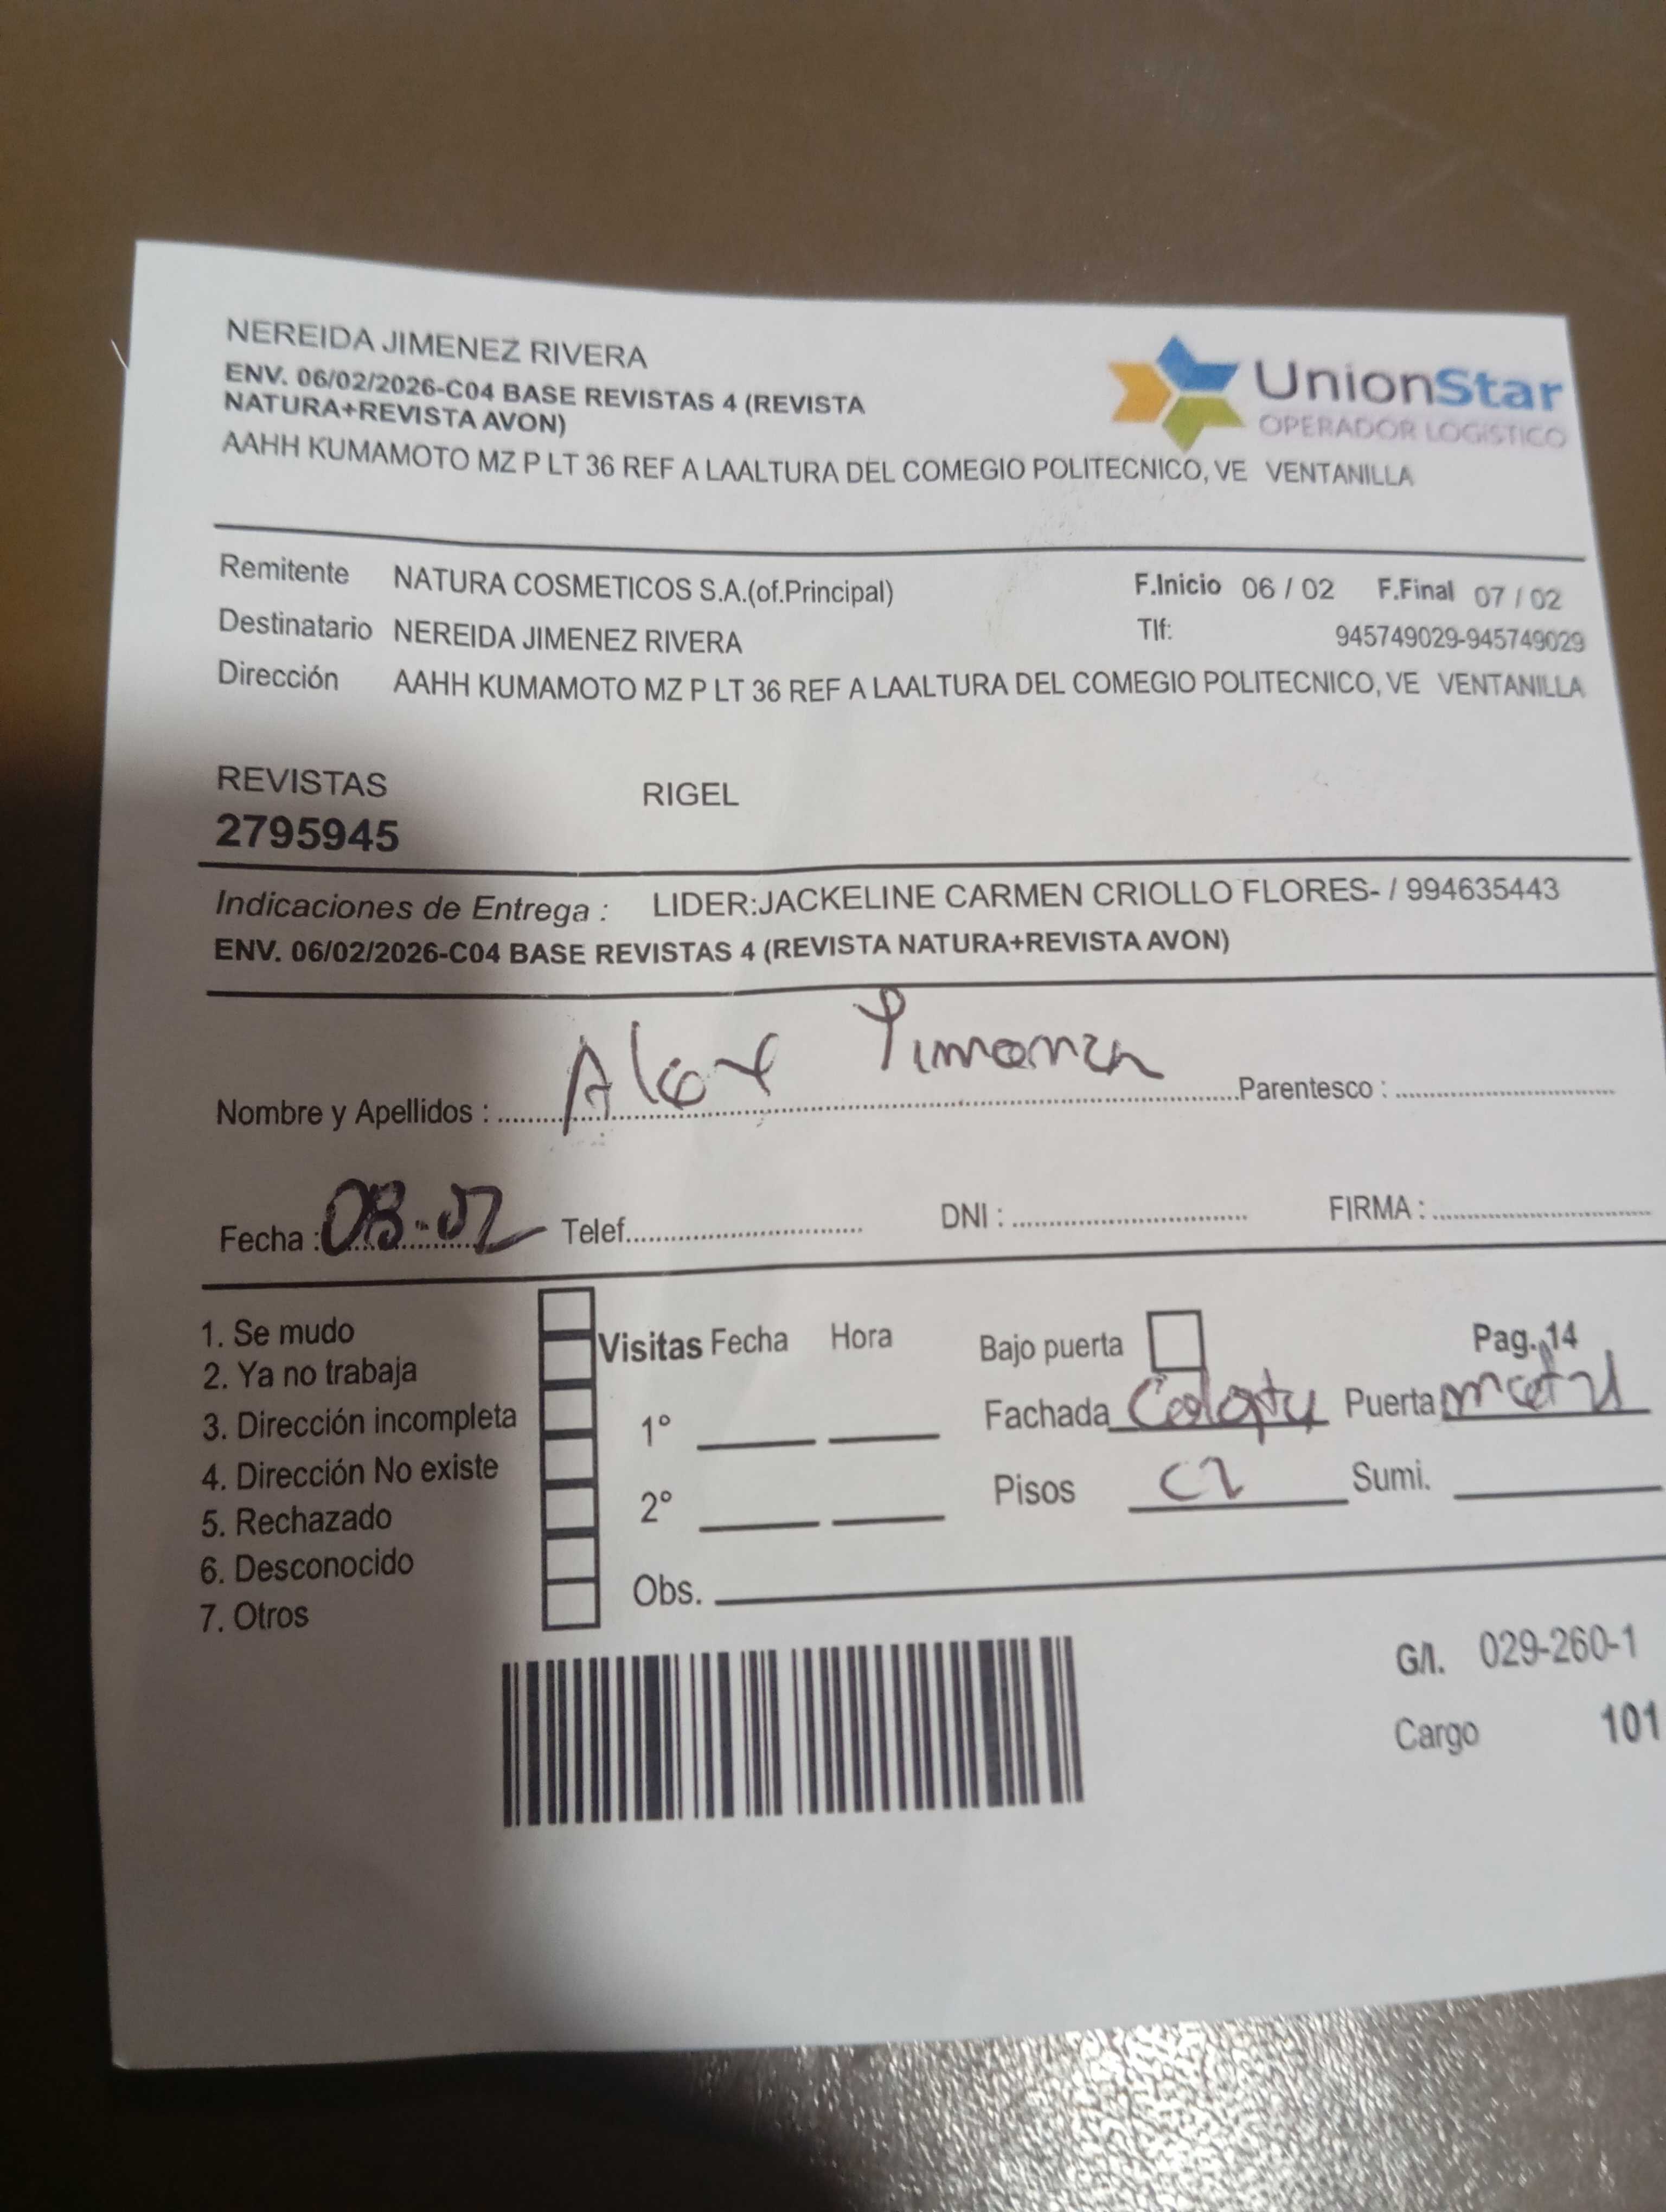 NEREIDA JIMENEZ RIVERA
ENV. 06/02/2026-C04 BASE REVISTAS 4 (REVISTA
NATURA+REVISTA AVON)
UnionStar
OPERADOR LOGÍSTICO
AAHH KUMAMOTO MZ P LT 36 REF A LAALTURA DEL COMEGIO POLITECNICO, VE VENTANILLA
Remitente NATURA COSMETICOS S.A.(of.Principal) F.Inicio 06 / 02 F.Final 07 / 02
Destinatario NEREIDA JIMENEZ RIVERA Tlf: 945749029-945749029
Dirección AAHH KUMAMOTO MZ P LT 36 REF A LAALTURA DEL COMEGIO POLITECNICO, VE VENTANILLA
REVISTAS RIGEL
2795945
Indicaciones de Entrega : LIDER:JACKELINE CARMEN CRIOLLO FLORES- / 994635443
ENV. 06/02/2026-C04 BASE REVISTAS 4 (REVISTA NATURA+REVISTA AVON)
Nombre y Apellidos : Alex Parentesco :
Fecha : 08-02 Telef. DNI : FIRMA :
1. Se mudo
2. Ya no trabaja
3. Dirección incompleta
4. Dirección No existe
5. Rechazado
6. Desconocido
7. Otros
Visitas Fecha Hora
1°
2°
Obs.
Bajo puerta Pag. 14
Fachada Puerta
Pisos Sumi.
G/I. 029-260-1
Cargo 101